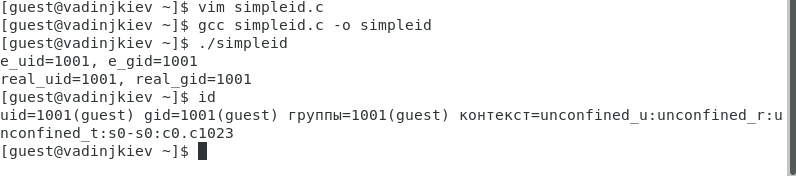 [guest@vadinjkiev ~]$ vim simpleid.c
[guest@vadinjkiev ~]$ gcc simpleid.c -o simpleid
[guest@vadinjkiev ~]$ ./simpleid
e_uid=1001, e_gid=1001
real_uid=1001, real_gid=1001
[guest@vadinjkiev ~]$ id
uid=1001(guest) gid=1001(guest) группы=1001(guest) контекст=unconfined_u:unconfined_r:u
nconfined_t:s0-s0:c0.c1023
[guest@vadinjkiev ~]$